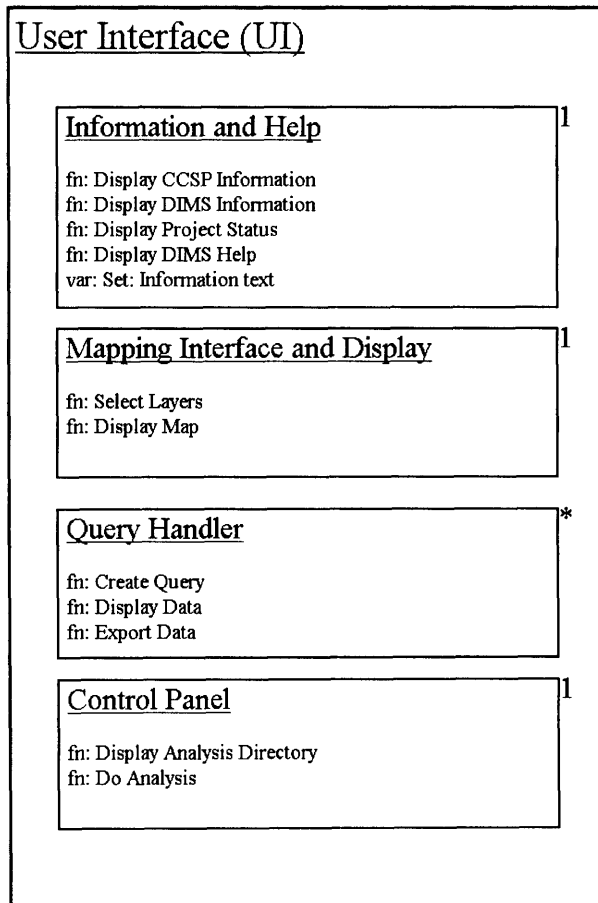 User Interface (UI)
Information and Help
1
fn: Display CCSP Information
fn: Display DIMS Information
fn: Display Project Status
fn: Display DIMS Help
var: Set: Information text
Mapping Interface and Display
1
fn: Select Layers
fn: Display Map
Query Handler
*
fn: Create Query
fn: Display Data
fn: Export Data
Control Panel
1
fn: Display Analysis Directory
fn: Do Analysis